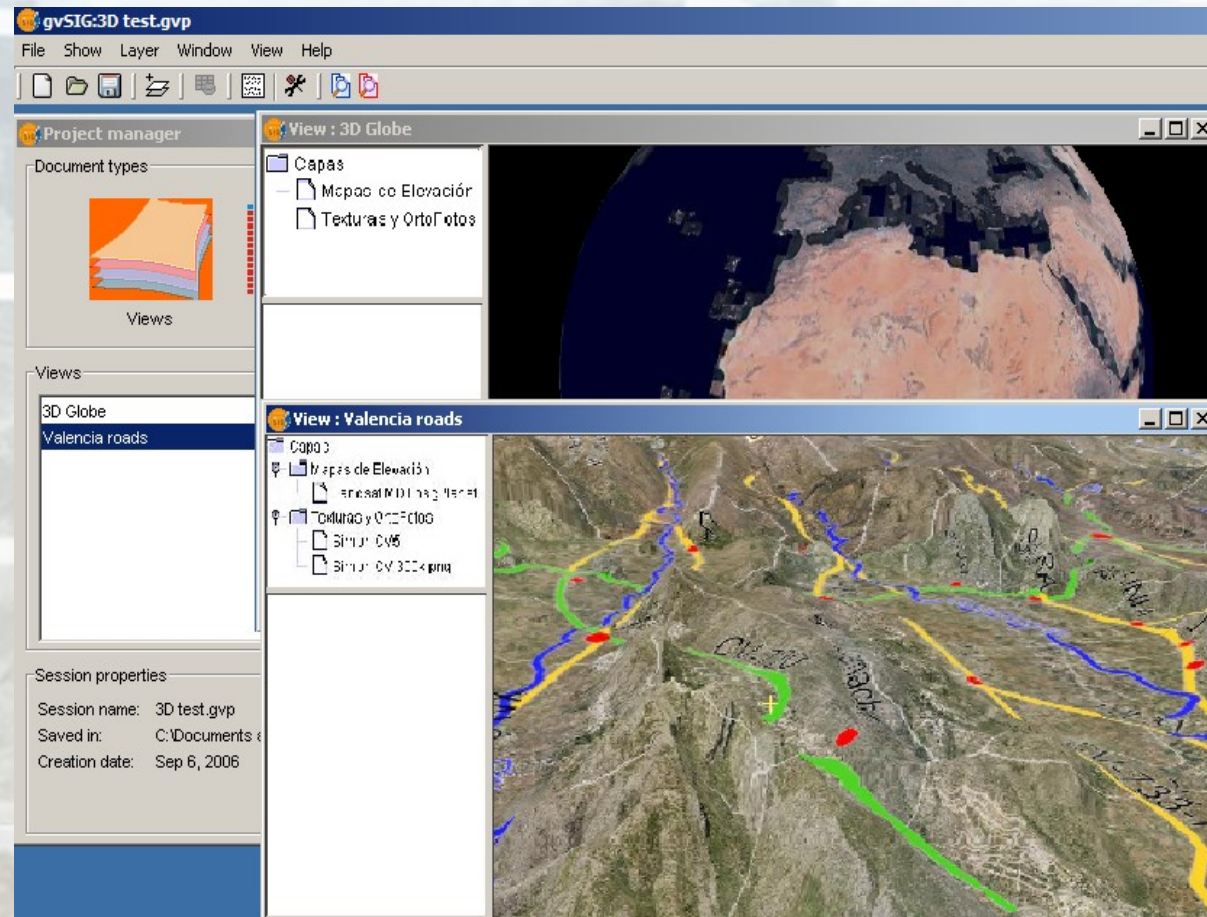 gvSIG:3D test.gvp
File Show Layer Window View Help
Project manager
Document types
Views
Views
3D Globe
Valencia roads
Session properties
Session name: 3D test.gvp
Saved in: C:\Documents
Creation date: Sep 6, 2006
View : 3D Globe
Capas
Mapas de Elevación
Texturas y OrtoFotos
View : Valencia roads
Capas
Mapas de Elevación
Texturas y OrtoFotos